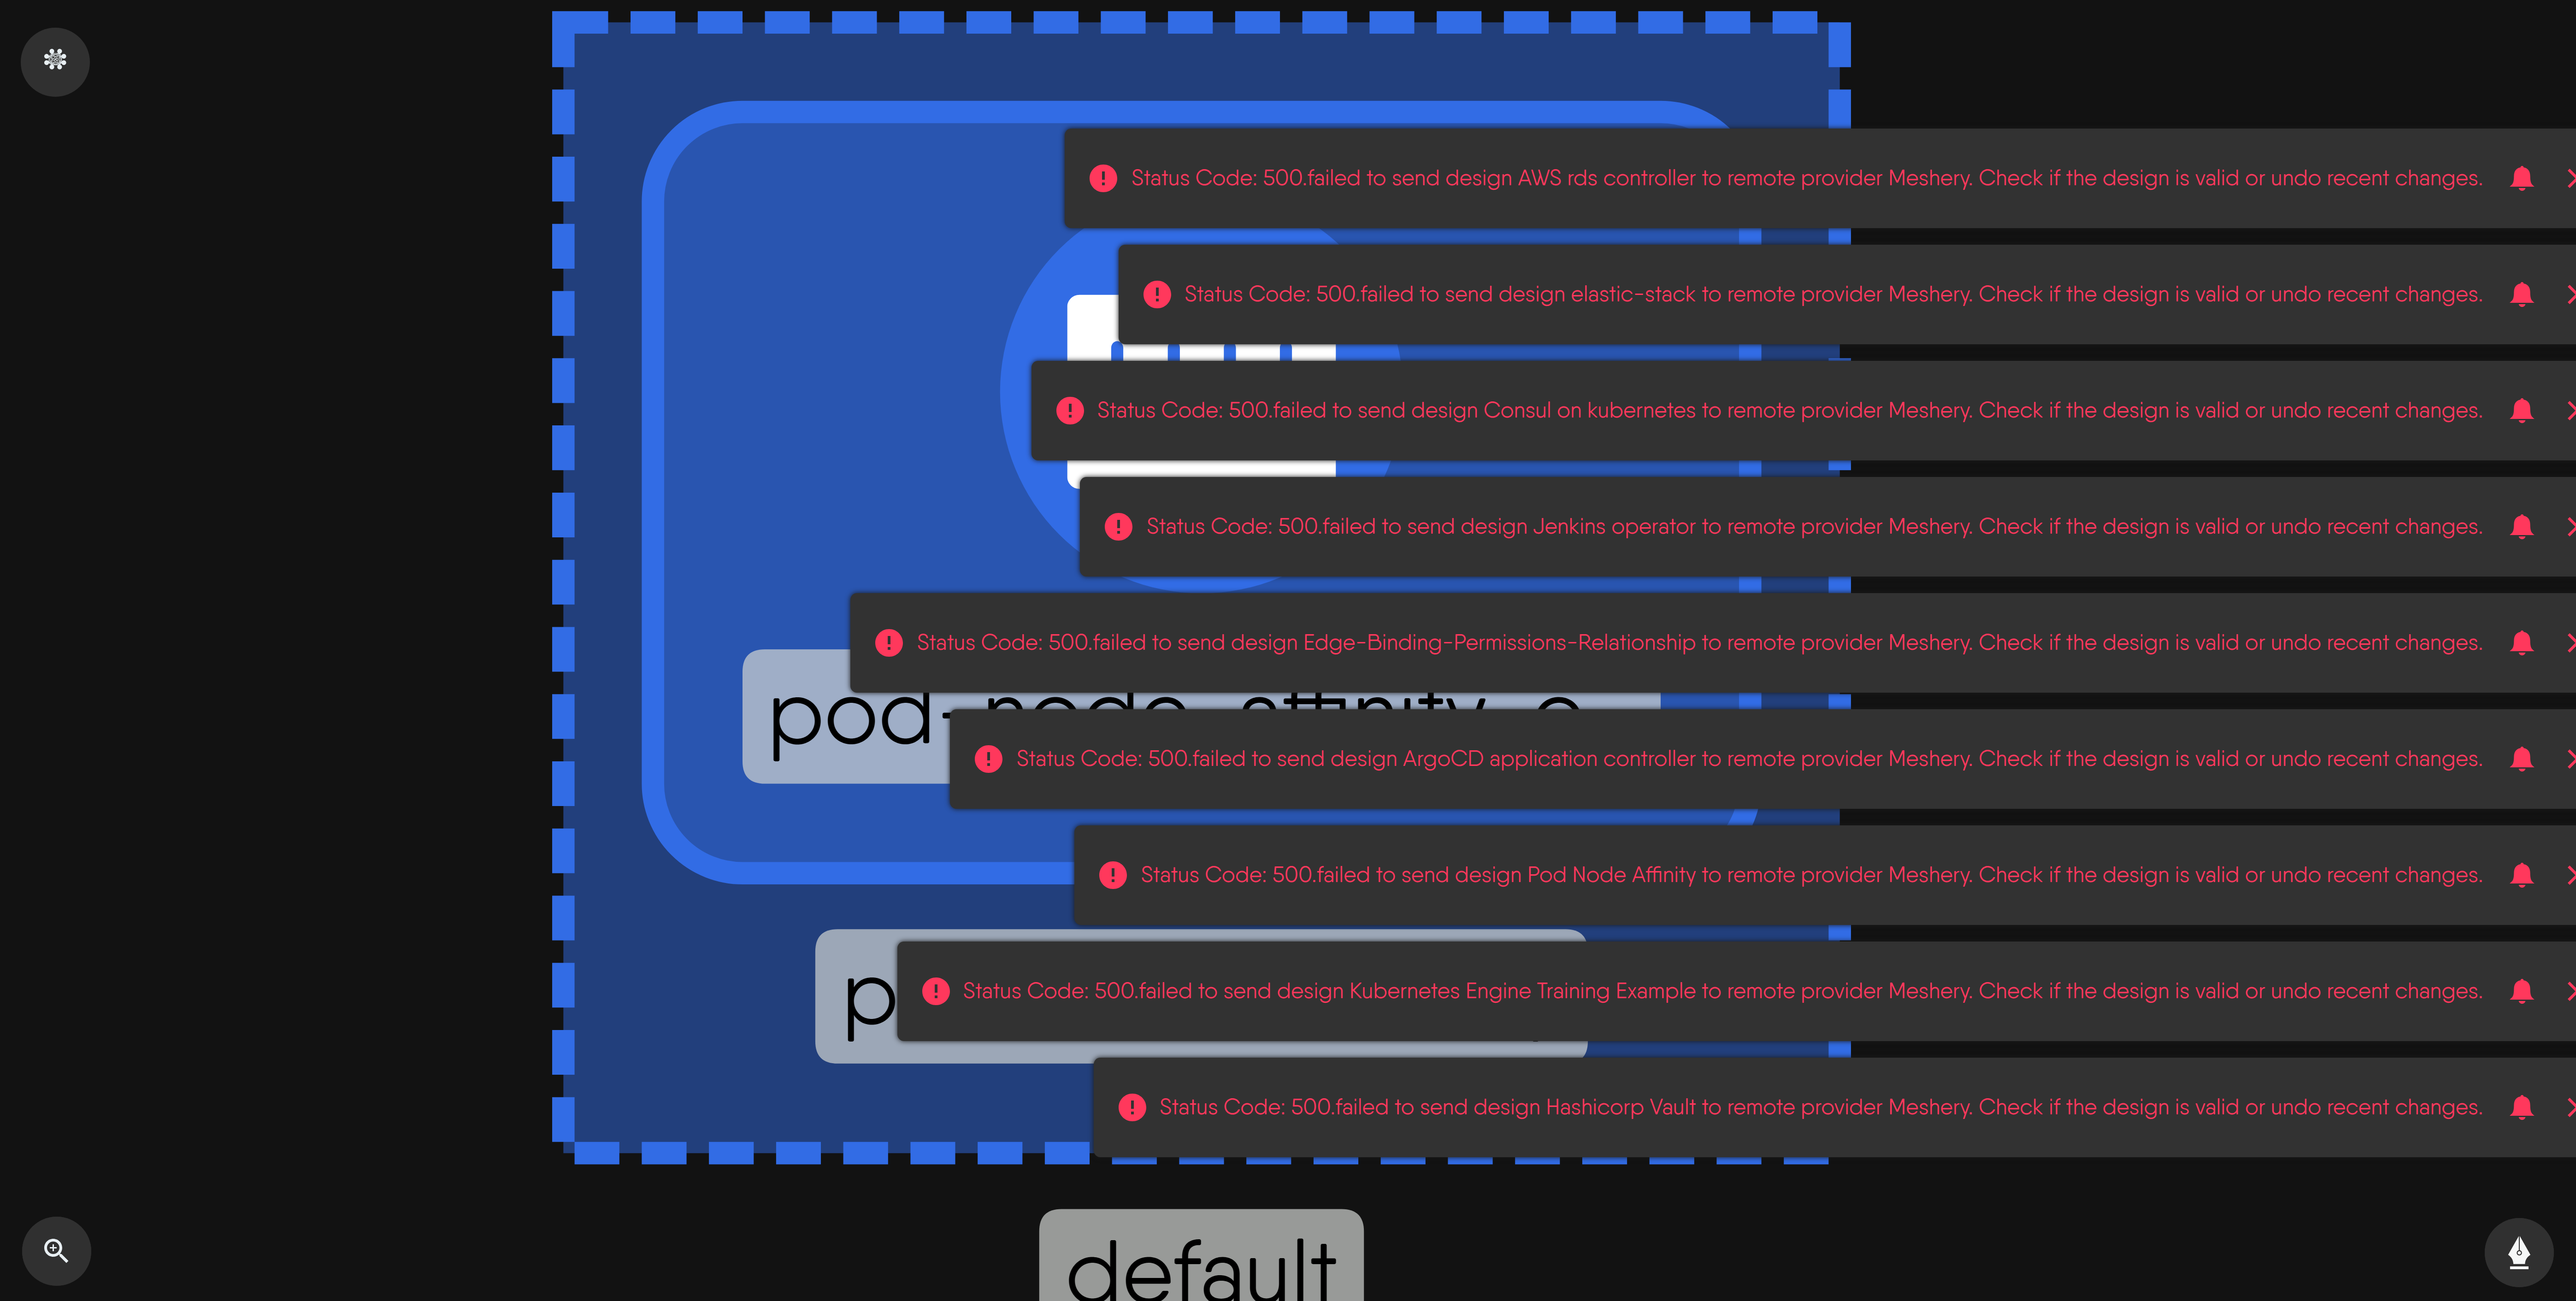 Status Code: 500.failed to send design AWS rds controller to remote provider Meshery. Check if the design is valid or undo recent changes.
Status Code: 500.failed to send design elastic-stack to remote provider Meshery. Check if the design is valid or undo recent changes.
Status Code: 500.failed to send design Consul on kubernetes to remote provider Meshery. Check if the design is valid or undo recent changes.
Status Code: 500.failed to send design Jenkins operator to remote provider Meshery. Check if the design is valid or undo recent changes.
Status Code: 500.failed to send design Edge-Binding-Permissions-Relationship to remote provider Meshery. Check if the design is valid or undo recent changes.
pod-node-affinity-
Status Code: 500.failed to send design ArgoCD application controller to remote provider Meshery. Check if the design is valid or undo recent changes.
Status Code: 500.failed to send design Pod Node Affinity to remote provider Meshery. Check if the design is valid or undo recent changes.
Status Code: 500.failed to send design Kubernetes Engine Training Example to remote provider Meshery. Check if the design is valid or undo recent changes.
Status Code: 500.failed to send design Hashicorp Vault to remote provider Meshery. Check if the design is valid or undo recent changes.
default